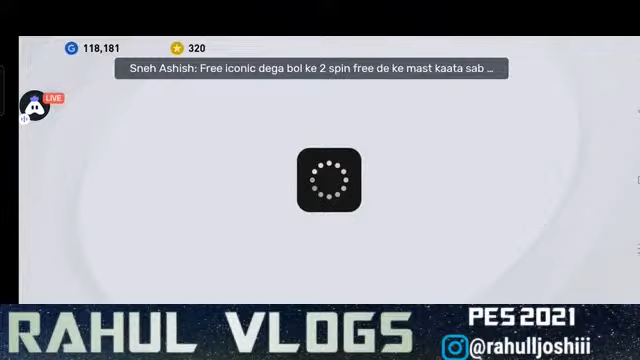 118,181 320
Sneh Ashish: Free iconic dega bol ke 2 spin free de ke mast kaata sab ...
LIVE
RAHUL VLOGS
PES 2021
@rahulljoshiii